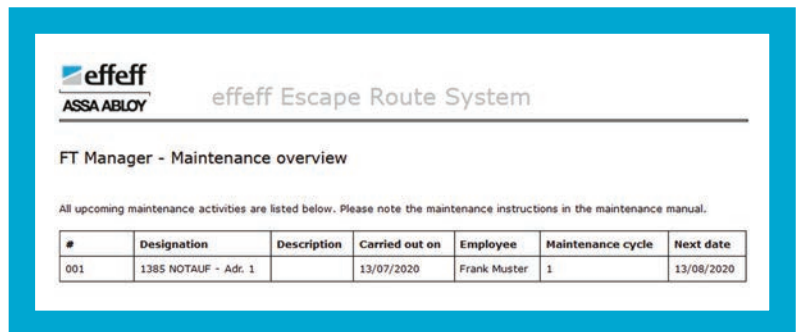 effeff
ASSA ABLOY
effeff Escape Route System
FT Manager - Maintenance overview
All upcoming maintenance activities are listed below. Please note the maintenance instructions in the maintenance manual.
# Designation Description Carried out on Employee Maintenance cycle Next date
001 1385 NOTAUF - Adr. 1 13/07/2020 Frank Muster 1 13/08/2020